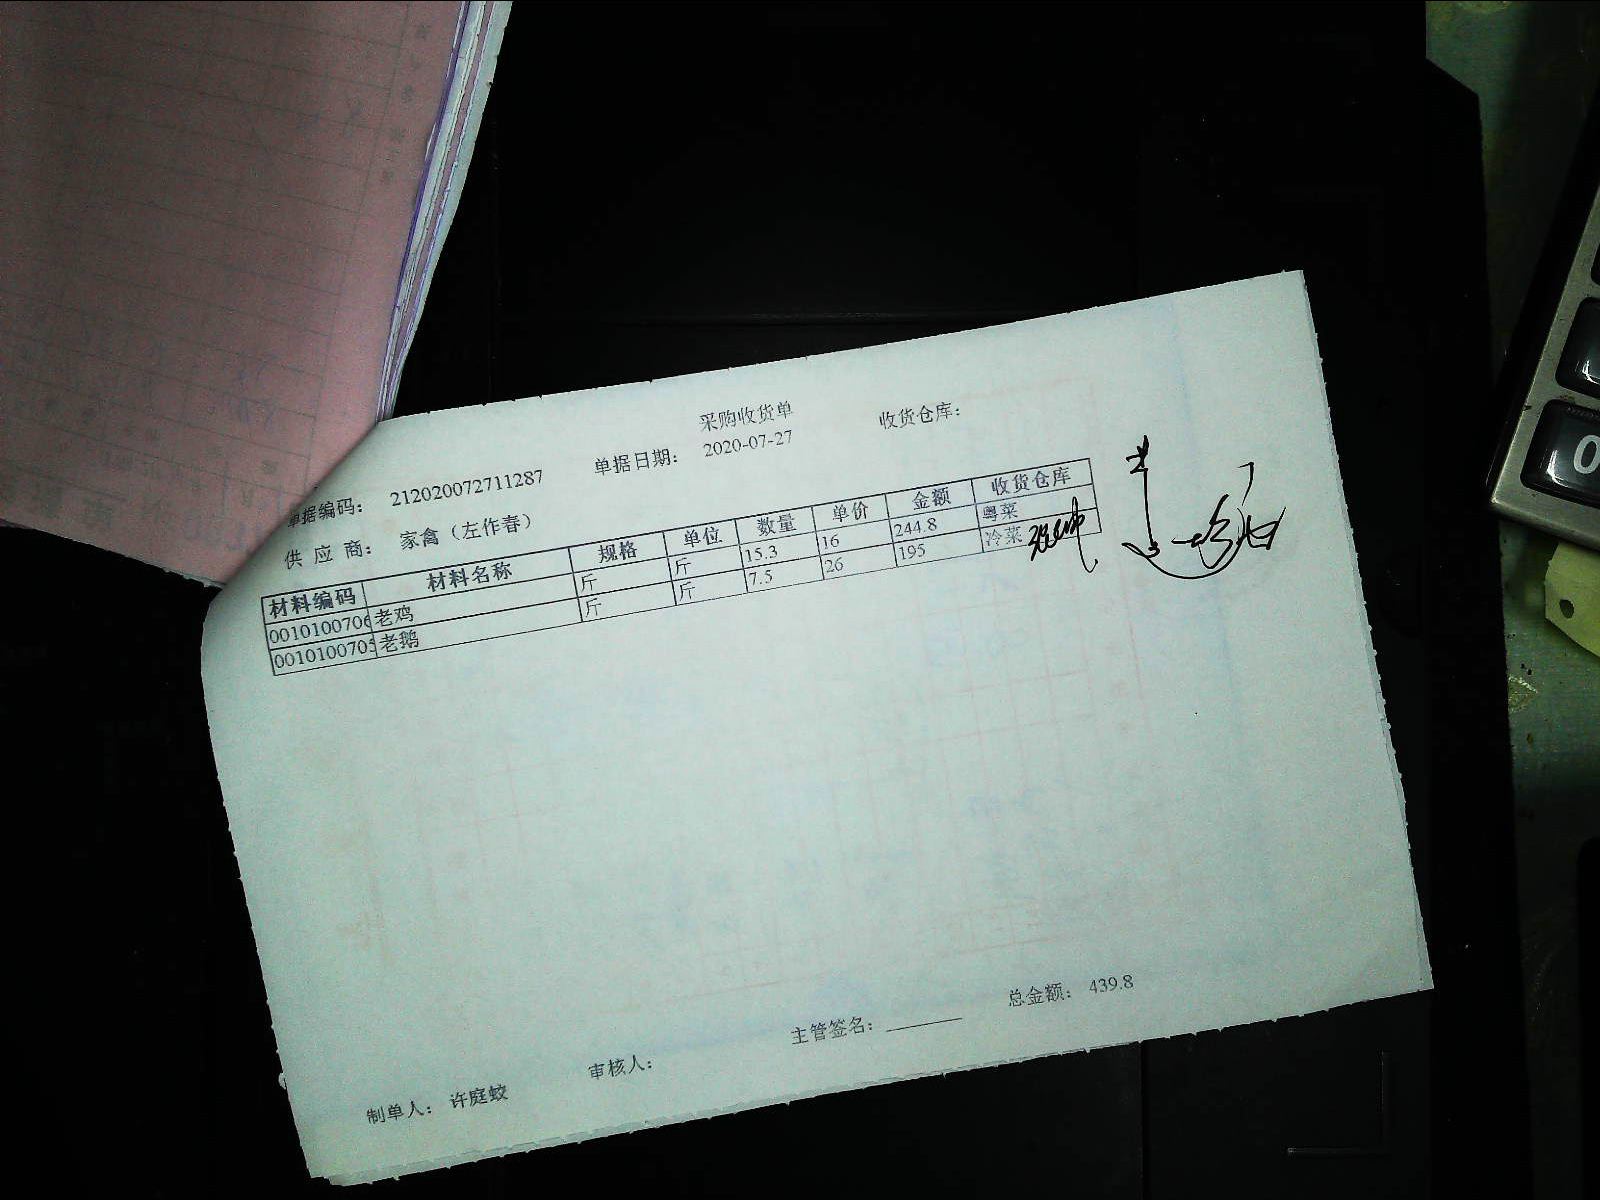 采购收货单
单据编码： 212020072711287 单据日期： 2020-07-27 收货仓库：
供 应 商： 家禽（左作春）
材料编码 材料名称 规格 单位 数量 单价 金额 收货仓库
0010100706 老鸡 斤 斤 15.3 16 244.8 粤菜
0010100705 老鹅 斤 斤 7.5 26 195 冷菜
总金额： 439.8
制单人： 许庭蛟 审核人： 主管签名：
0